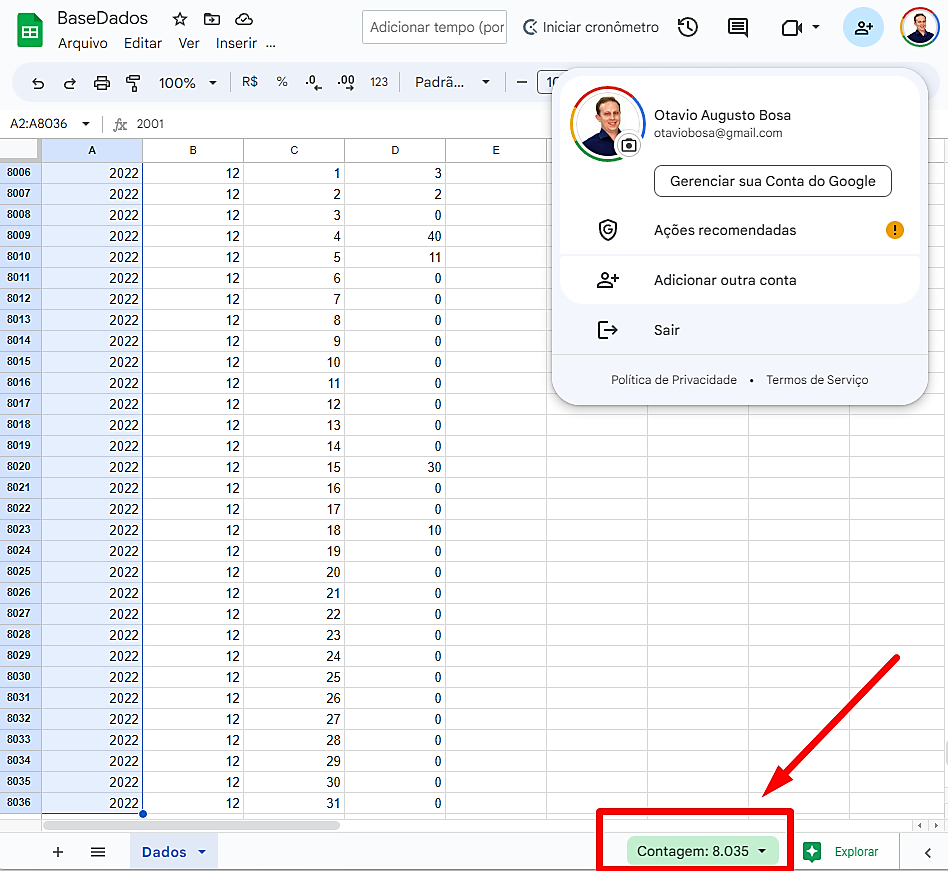 BaseDados
Arquivo Editar Ver Inserir ...
Adicionar tempo (por
Iniciar cronômetro
100% R$ % .0 .00 123 Padrã... 10
A2:A8036 fx 2001
Otavio Augusto Bosa
otaviobosa@gmail.com
Gerenciar sua Conta do Google
Ações recomendadas
Adicionar outra conta
Sair
Política de Privacidade • Termos de Serviço
A B C D E
8006 2022 12 1 3
8007 2022 12 2 2
8008 2022 12 3 0
8009 2022 12 4 40
8010 2022 12 5 11
8011 2022 12 6 0
8012 2022 12 7 0
8013 2022 12 8 0
8014 2022 12 9 0
8015 2022 12 10 0
8016 2022 12 11 0
8017 2022 12 12 0
8018 2022 12 13 0
8019 2022 12 14 0
8020 2022 12 15 30
8021 2022 12 16 0
8022 2022 12 17 0
8023 2022 12 18 10
8024 2022 12 19 0
8025 2022 12 20 0
8026 2022 12 21 0
8027 2022 12 22 0
8028 2022 12 23 0
8029 2022 12 24 0
8030 2022 12 25 0
8031 2022 12 26 0
8032 2022 12 27 0
8033 2022 12 28 0
8034 2022 12 29 0
8035 2022 12 30 0
8036 2022 12 31 0
Dados
Contagem: 8.035
Explorar